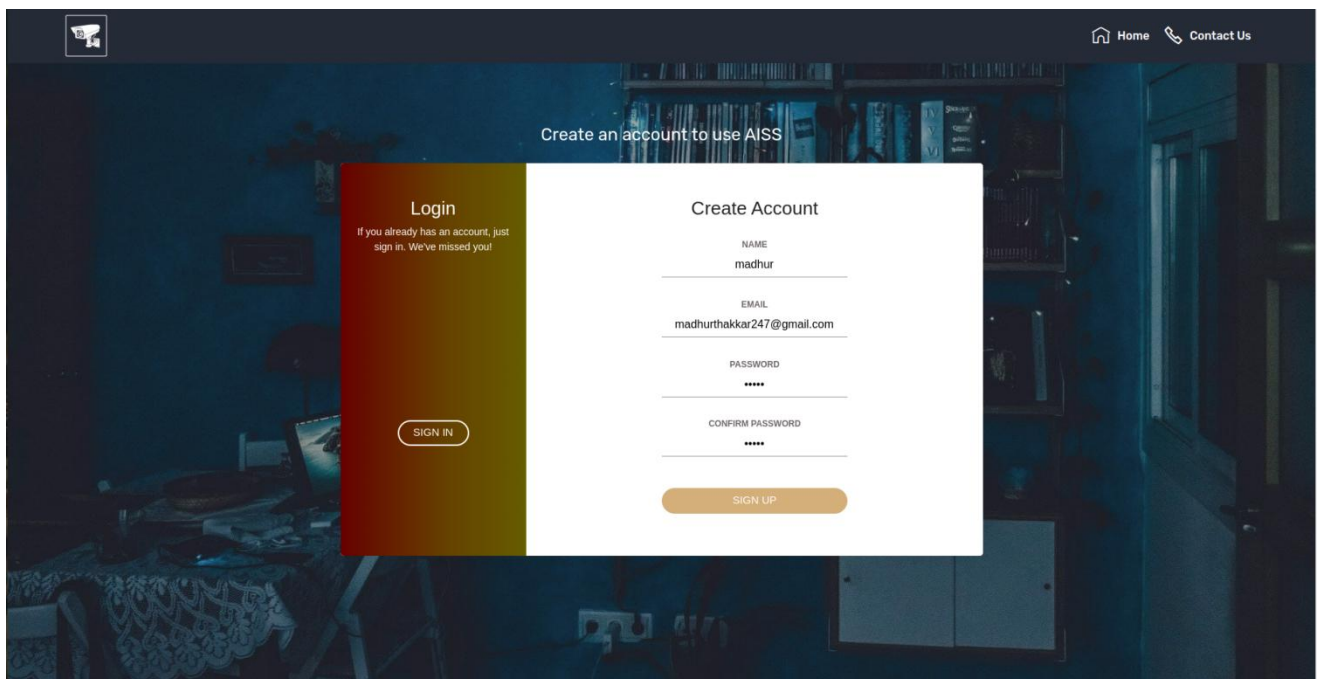 Home
Contact Us
Create an account to use AISS
Login
If you already has an account, just
sign in. We've missed you!
SIGN IN
Create Account
NAME
madhur
EMAIL
madhurthakkar247@gmail.com
PASSWORD
•••••
CONFIRM PASSWORD
•••••
SIGN UP